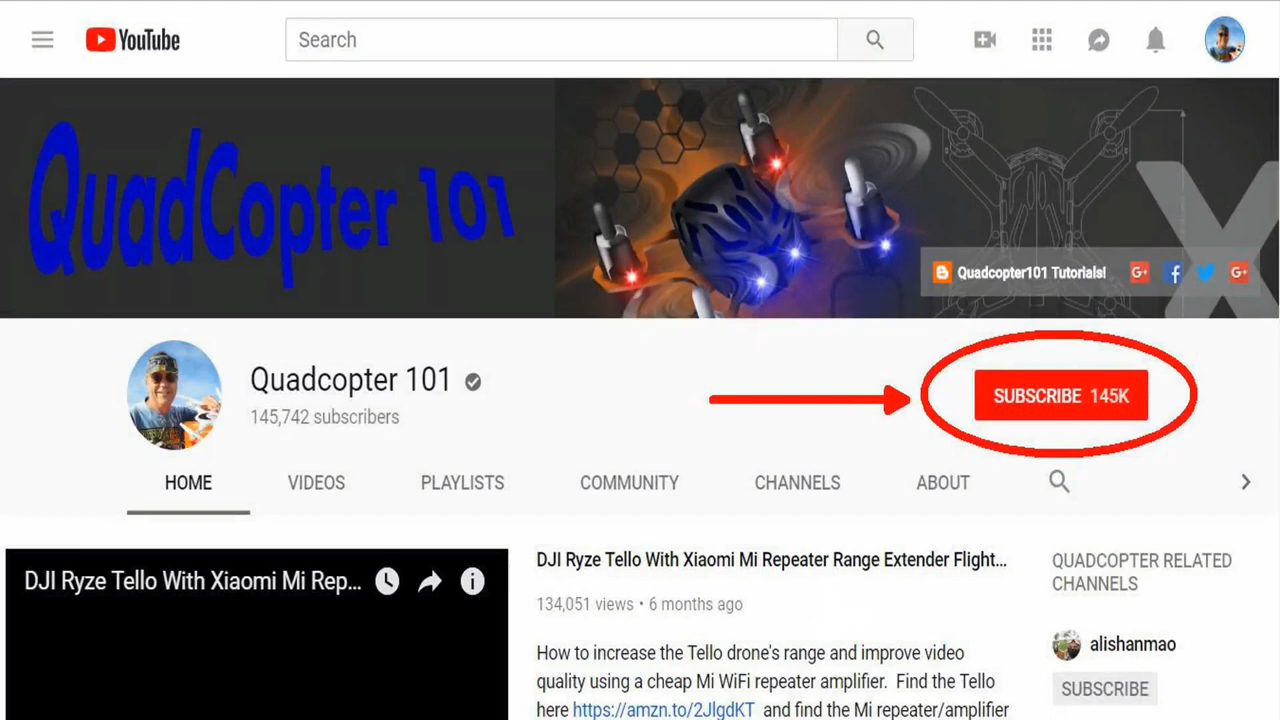 YouTube
Search
QuadCopter 101
Quadcopter101 Tutorials!
G+
G+
X
Quadcopter 101
145,742 subscribers
SUBSCRIBE 145K
HOME VIDEOS PLAYLISTS COMMUNITY CHANNELS ABOUT
DJI Ryze Tello With Xiaomi Mi Rep...
DJI Ryze Tello With Xiaomi Mi Repeater Range Extender Flight...
134,051 views • 6 months ago
How to increase the Tello drone's range and improve video
quality using a cheap Mi WiFi repeater amplifier. Find the Tello
here https://amzn.to/2JlgdKT and find the Mi repeater/amplifier
QUADCOPTER RELATED
CHANNELS
alishanmao
SUBSCRIBE